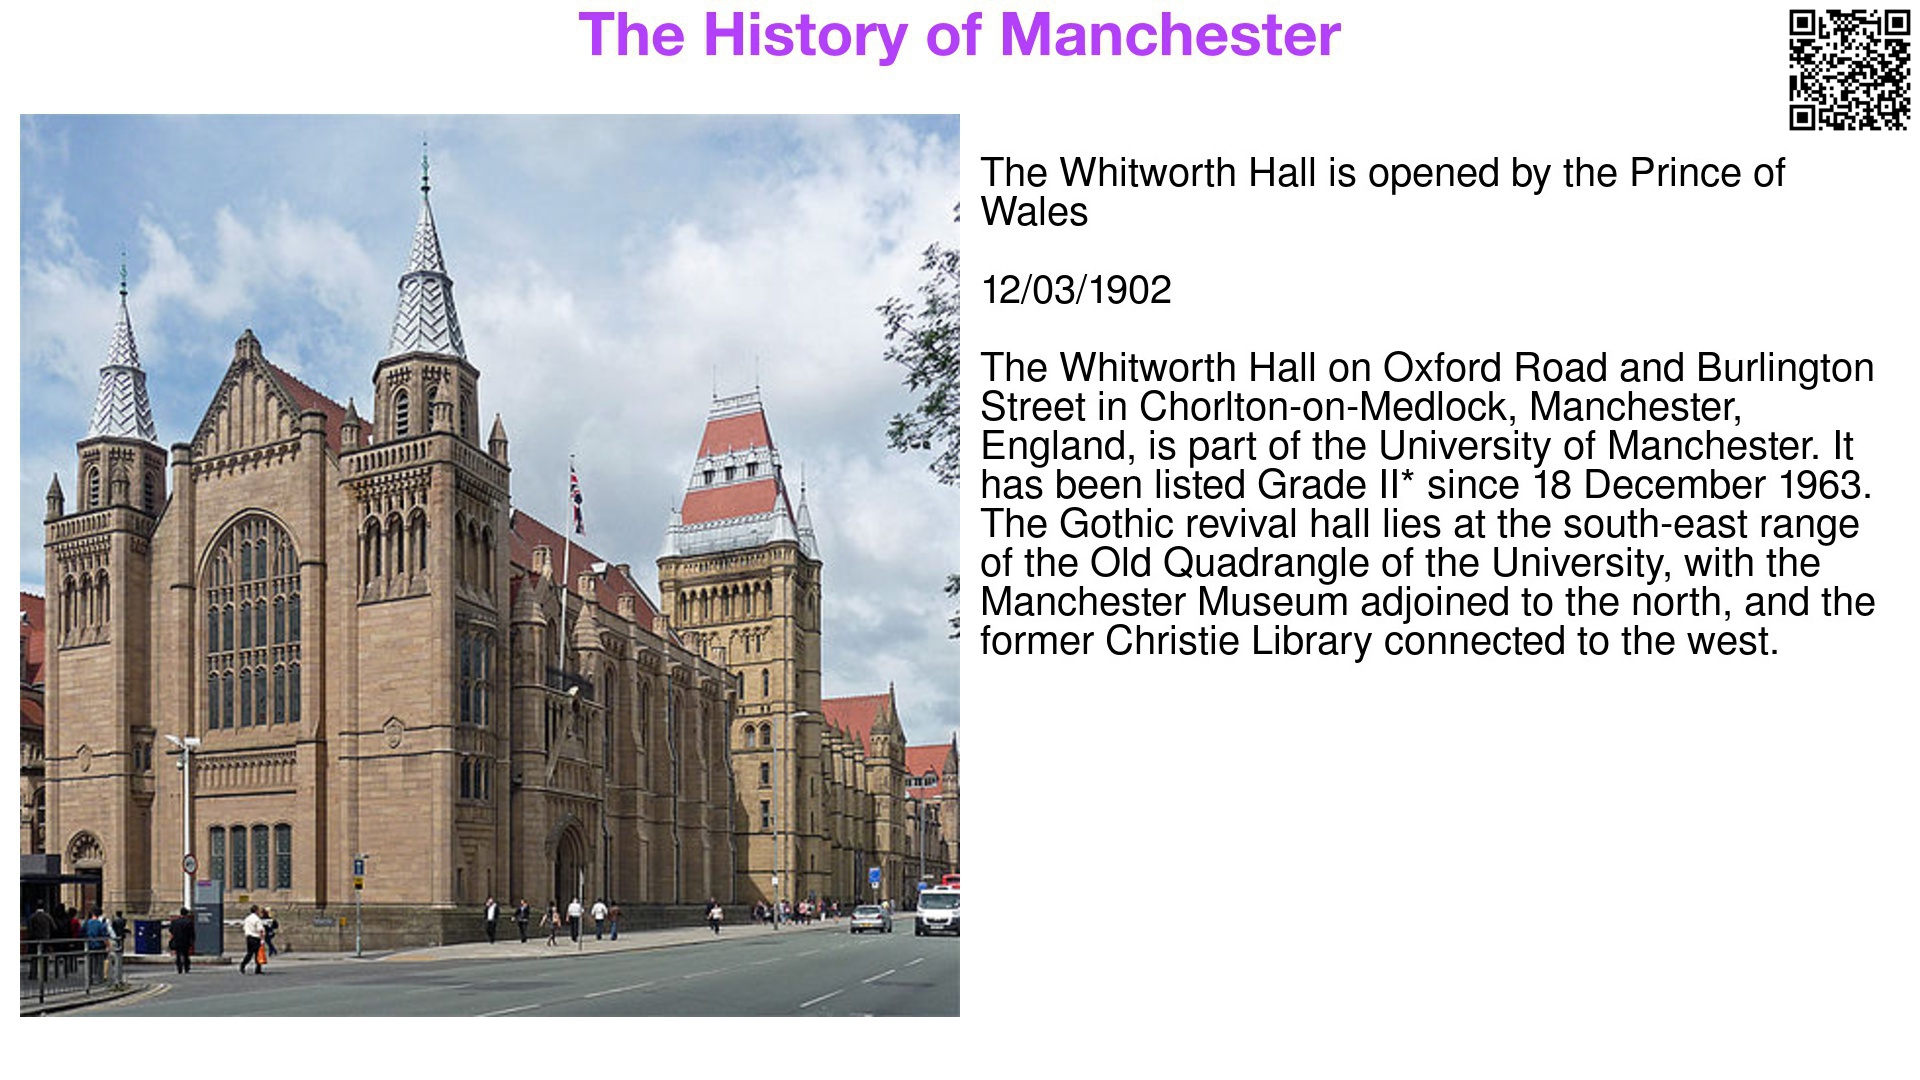 The History of Manchester
The Whitworth Hall is opened by the Prince of
Wales
12/03/1902
The Whitworth Hall on Oxford Road and Burlington
Street in Chorlton-on-Medlock, Manchester,
England, is part of the University of Manchester. It
has been listed Grade II* since 18 December 1963.
The Gothic revival hall lies at the south-east range
of the Old Quadrangle of the University, with the
Manchester Museum adjoined to the north, and the
former Christie Library connected to the west.